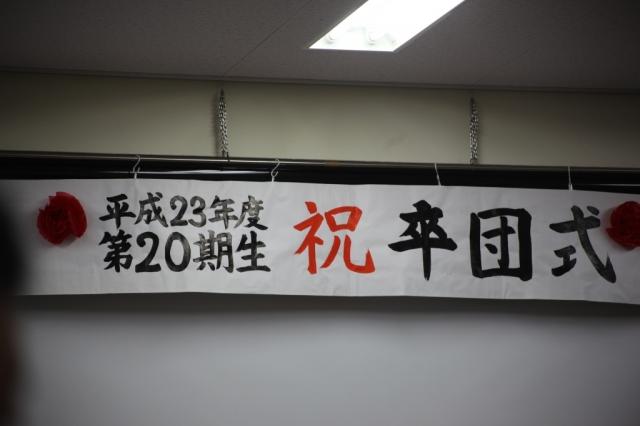 平成23年度
第20期生
祝 卒団式